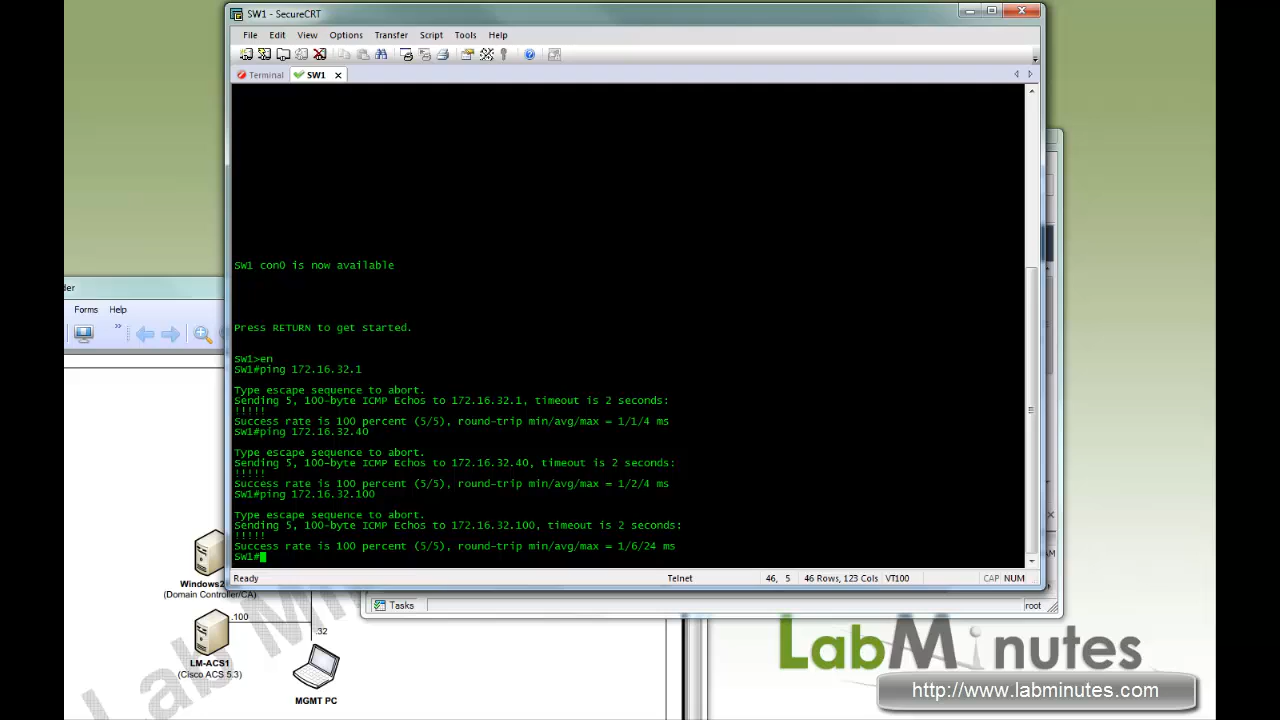 SW1 - SecureCRT
File Edit View Options Transfer Script Tools Help
Terminal SW1
SW1 con0 is now available
Press RETURN to get started.
SW1>en
SW1#ping 172.16.32.1
Type escape sequence to abort.
Sending 5, 100-byte ICMP Echos to 172.16.32.1, timeout is 2 seconds:
!!!!!
Success rate is 100 percent (5/5), round-trip min/avg/max = 1/1/4 ms
SW1#ping 172.16.32.40
Type escape sequence to abort.
Sending 5, 100-byte ICMP Echos to 172.16.32.40, timeout is 2 seconds:
!!!!!
Success rate is 100 percent (5/5), round-trip min/avg/max = 1/2/4 ms
SW1#ping 172.16.32.100
Type escape sequence to abort.
Sending 5, 100-byte ICMP Echos to 172.16.32.100, timeout is 2 seconds:
!!!!!
Success rate is 100 percent (5/5), round-trip min/avg/max = 1/6/24 ms
SW1#
Ready Telnet 46, 5 46 Rows, 123 Cols VT100 CAP NUM
der
Forms Help
Windows2
(Domain Controller/CA)
.100
LM-ACS1
(Cisco ACS 5.3)
.32
MGMT PC
Lab M
AM
Tasks root
LabMinutes
http://www.labminutes.com